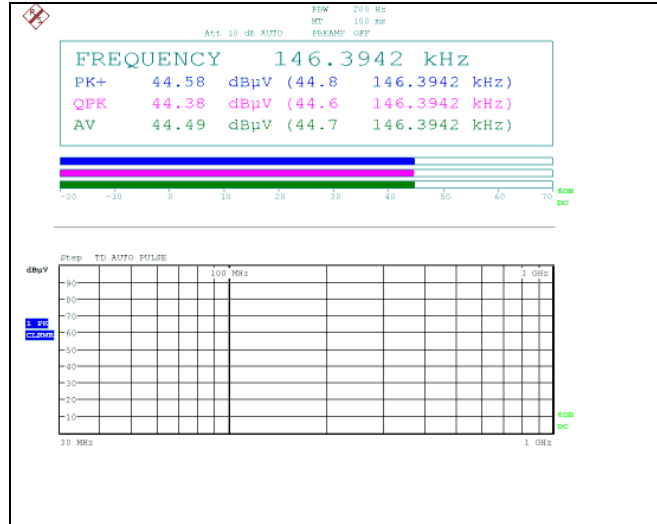 RBW 200 Hz
MT 100 ms
Att 10 dB AUTO PREAMP OFF
FREQUENCY 146.3942 kHz
PK+ 44.58 dBµV (44.8 146.3942 kHz)
QPK 44.38 dBµV (44.6 146.3942 kHz)
AV 44.49 dBµV (44.7 146.3942 kHz)
-20 -10 0 10 20 30 40 50 60 70
6DB
DC
Step TD AUTO PULSE
dBµV
100 MHz 1 GHz
90
80
70
1 PK
CLRWR
60
50
40
30
20
10
6DB
DC
30 MHz 1 GHz